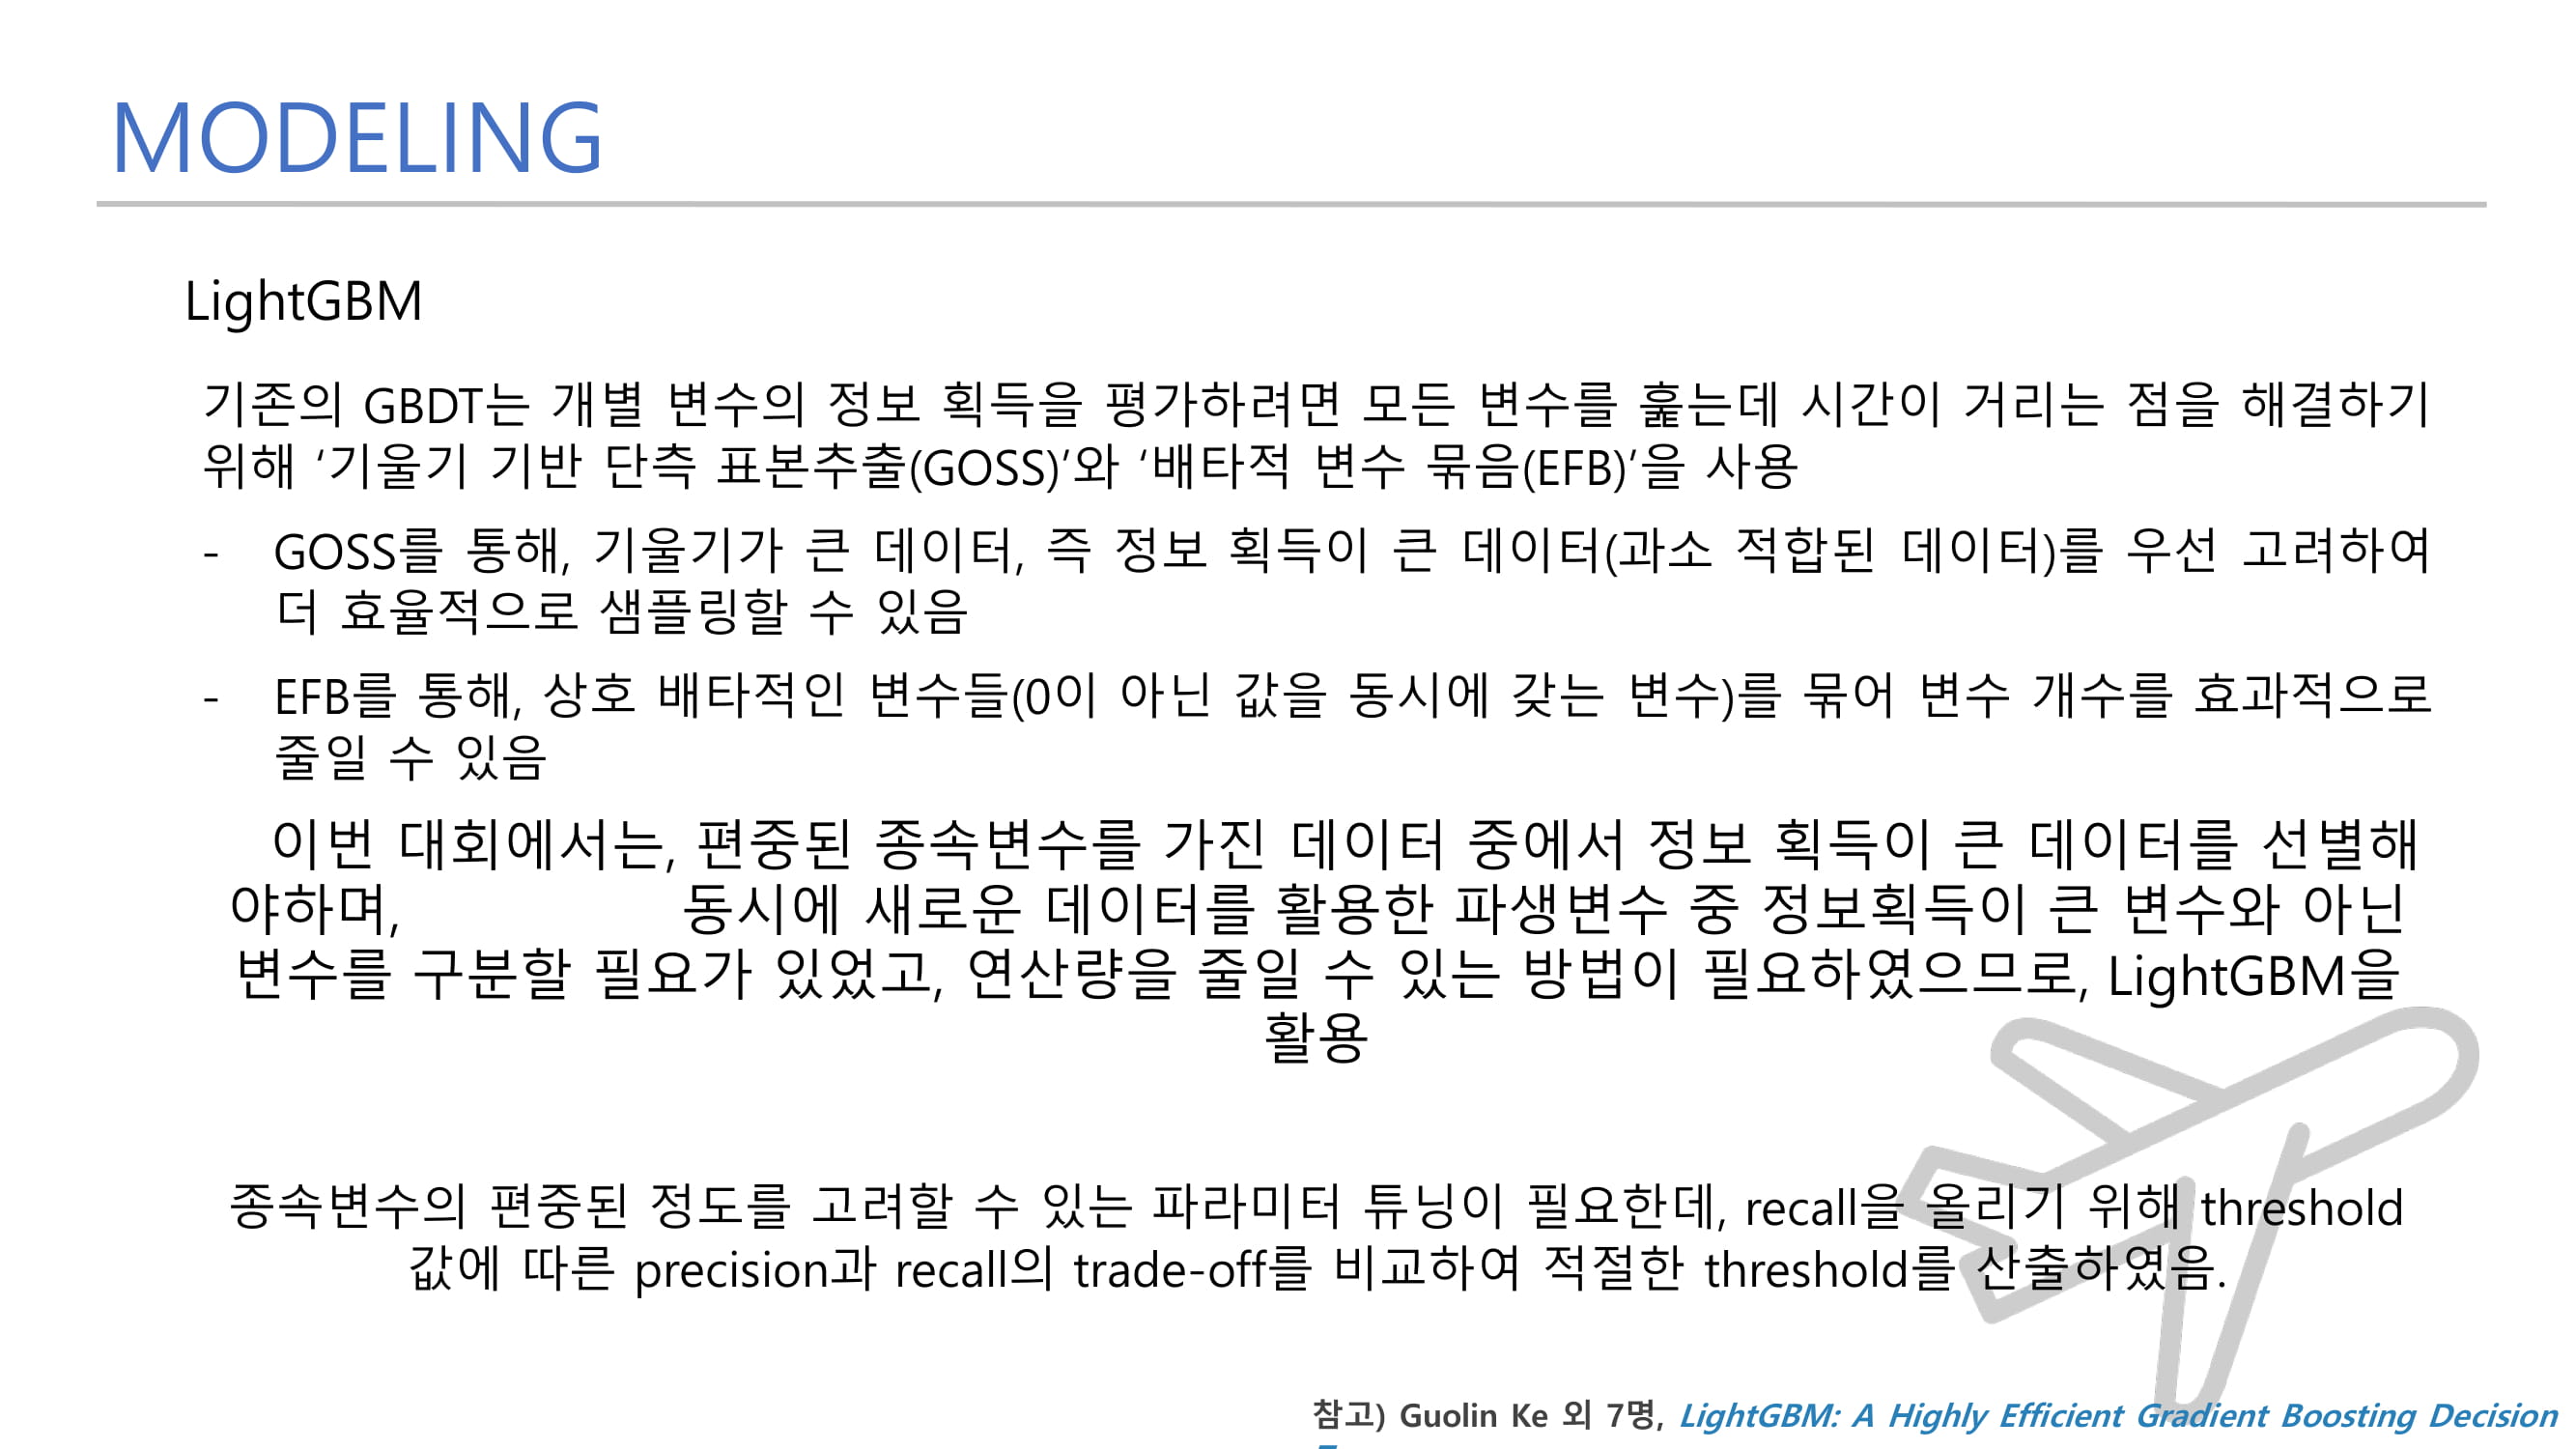 MODELING
LightGBM
기존의 GBDT는 개별 변수의 정보 획득을 평가하려면 모든 변수를 훑는데 시간이 거리는 점을 해결하기
위해 ‘기울기 기반 단측 표본추출(GOSS)’와 ‘배타적 변수 묶음(EFB)’을 사용
- GOSS를 통해, 기울기가 큰 데이터, 즉 정보 획득이 큰 데이터(과소 적합된 데이터)를 우선 고려하여
더 효율적으로 샘플링할 수 있음
- EFB를 통해, 상호 배타적인 변수들(0이 아닌 값을 동시에 갖는 변수)를 묶어 변수 개수를 효과적으로
줄일 수 있음
이번 대회에서는, 편중된 종속변수를 가진 데이터 중에서 정보 획득이 큰 데이터를 선별해
야하며, 동시에 새로운 데이터를 활용한 파생변수 중 정보획득이 큰 변수와 아닌
변수를 구분할 필요가 있었고, 연산량을 줄일 수 있는 방법이 필요하였으므로, LightGBM을
활용
종속변수의 편중된 정도를 고려할 수 있는 파라미터 튜닝이 필요한데, recall을 올리기 위해 threshold
값에 따른 precision과 recall의 trade-off를 비교하여 적절한 threshold를 산출하였음.
참고) Guolin Ke 외 7명, LightGBM: A Highly Efficient Gradient Boosting Decision